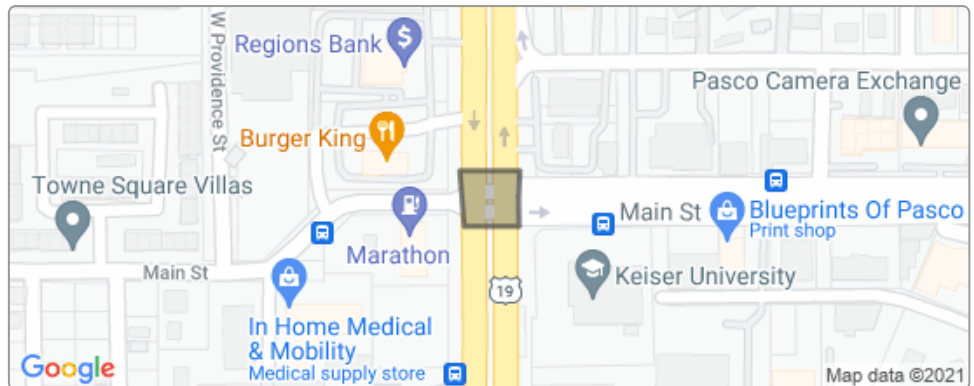 W Providence St
Regions Bank
$
Pasco Camera Exchange
Burger King
Towne Square Villas
Main St
Blueprints Of Pasco
Print shop
Marathon
Main St
Keiser University
19
In Home Medical
& Mobility
Medical supply store
Google
Map data ©2021